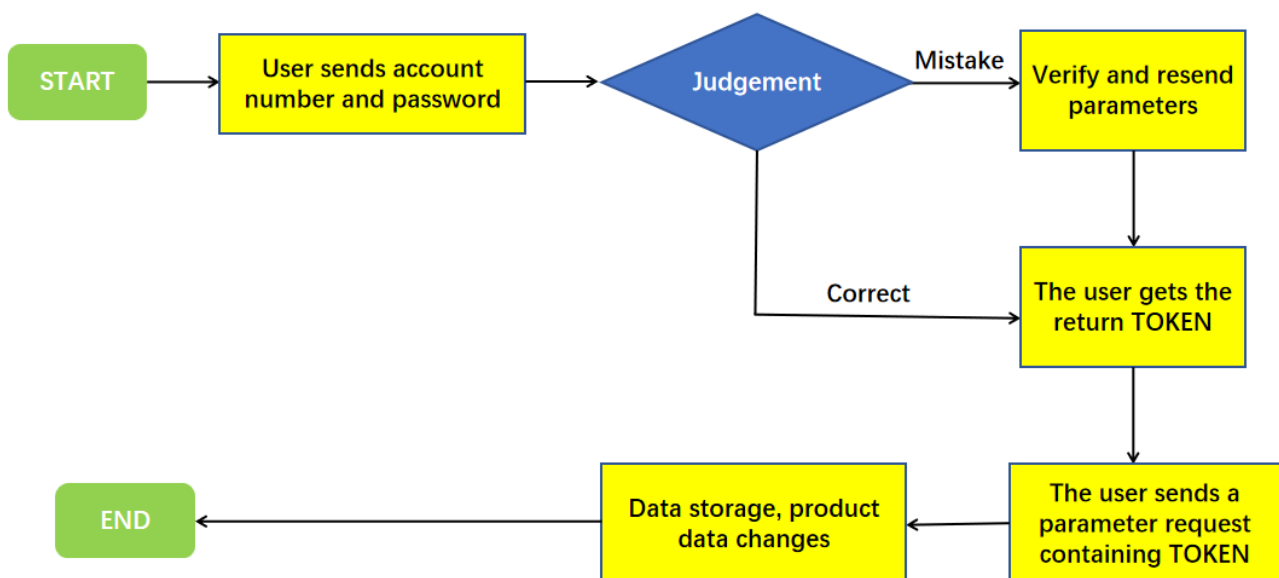 START
User sends account
number and password
Judgement
Mistake
Verify and resend
parameters
Correct
The user gets the
return TOKEN
The user sends a
parameter request
containing TOKEN
Data storage, product
data changes
END